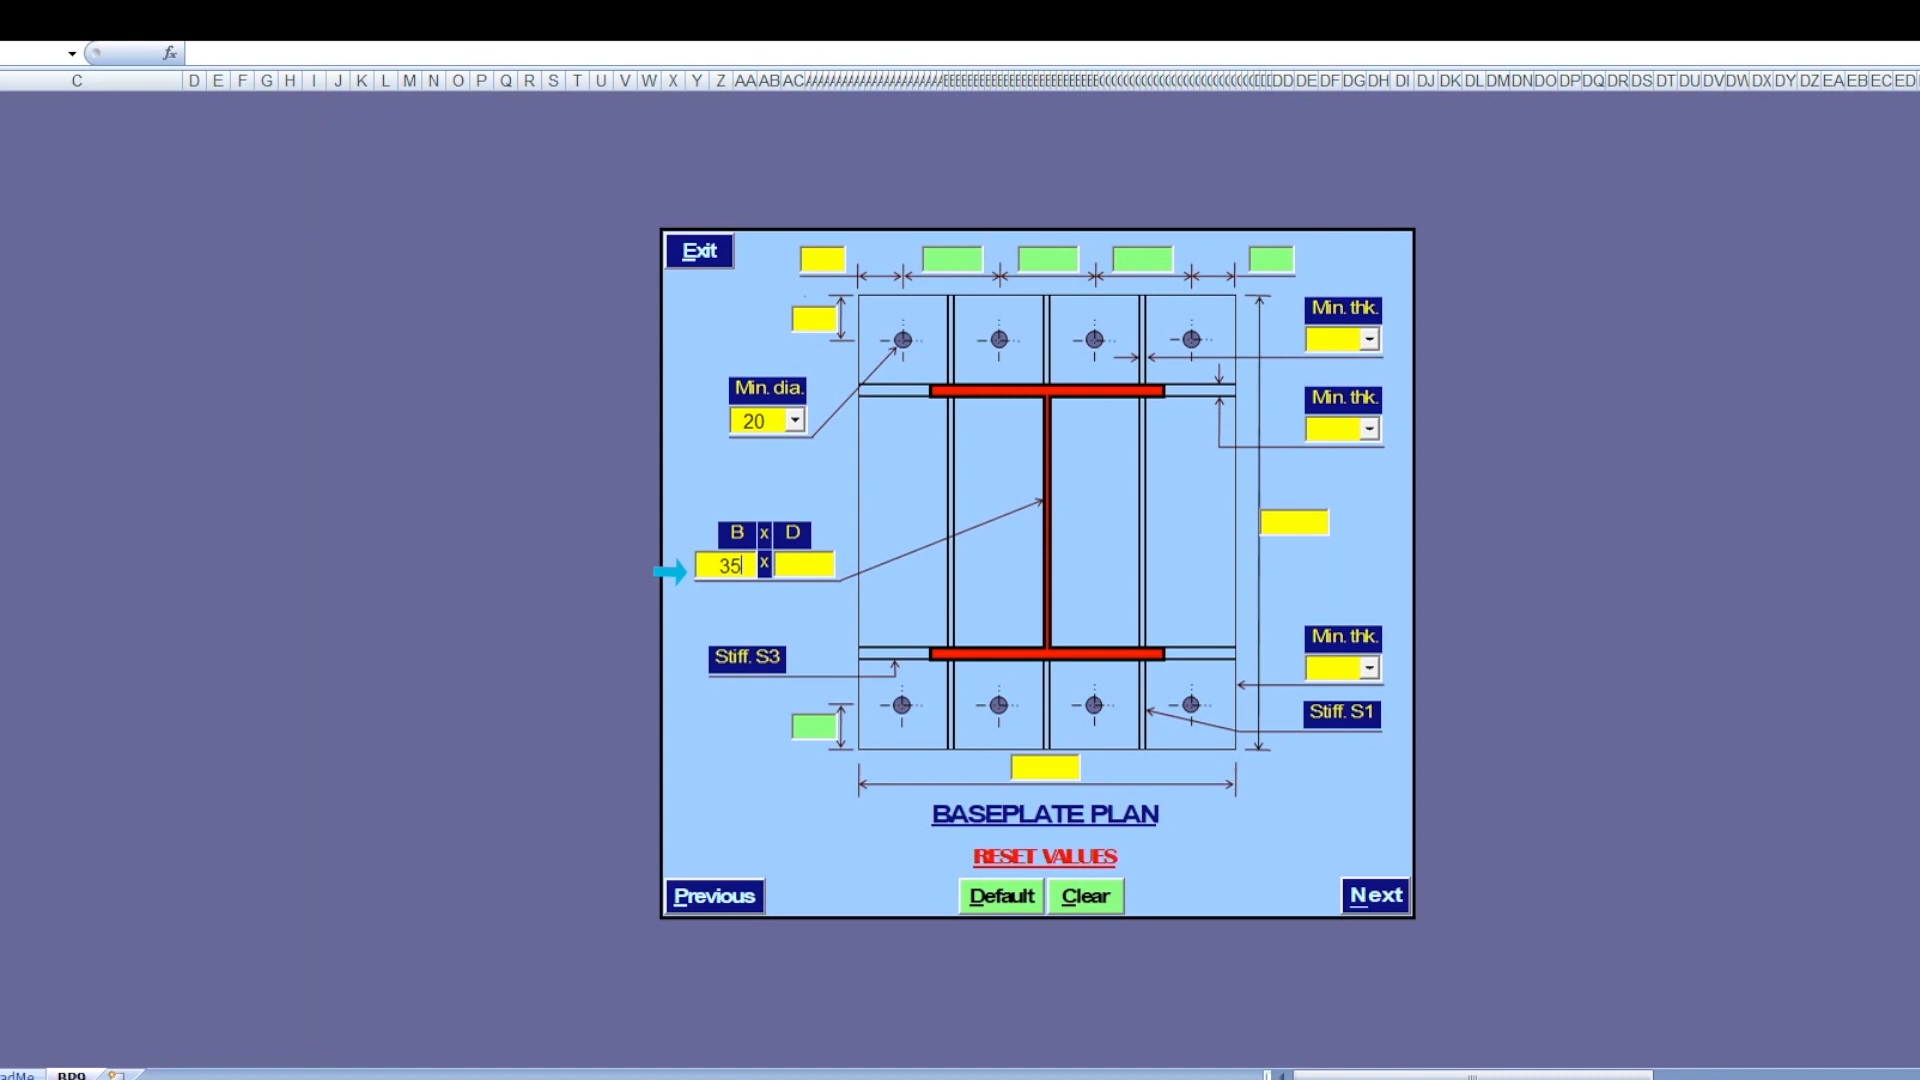 fx
C D E F G H I J K L M N O P Q R S T U V W X Y Z AA AB AC DD DE DF DG DH DI DJ DK DL DM DN DO DP DQ DR DS DT DU DV DW DX DY DZ EA EB EC ED
Exit
Min. thk.
Min. dia.
20
Min. thk.
B x D
35 x
Min. thk.
Stiff. S3
Stiff. S1
BASEPLATE PLAN
RESET VALUES
Previous Default Clear Next
adMe BP9